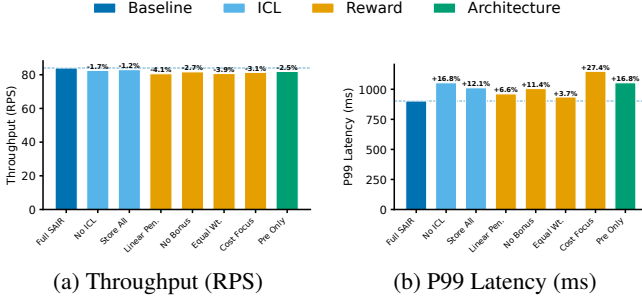 Baseline ICL Reward Architecture
Throughput (RPS)
80
60
40
20
0
-1.7%
-1.2%
-4.1%
-2.7%
-3.9%
-3.1%
-2.5%
Full SAIR
No ICL
Store All
Linear Pen.
No Bonus
Equal Wt.
Cost Focus
Pre Only
(a) Throughput (RPS)
P99 Latency (ms)
1000
750
500
250
0
+16.8%
+12.1%
+6.6%
+11.4%
+3.7%
+27.4%
+16.8%
Full SAIR
No ICL
Store All
Linear Pen.
No Bonus
Equal Wt.
Cost Focus
Pre Only
(b) P99 Latency (ms)